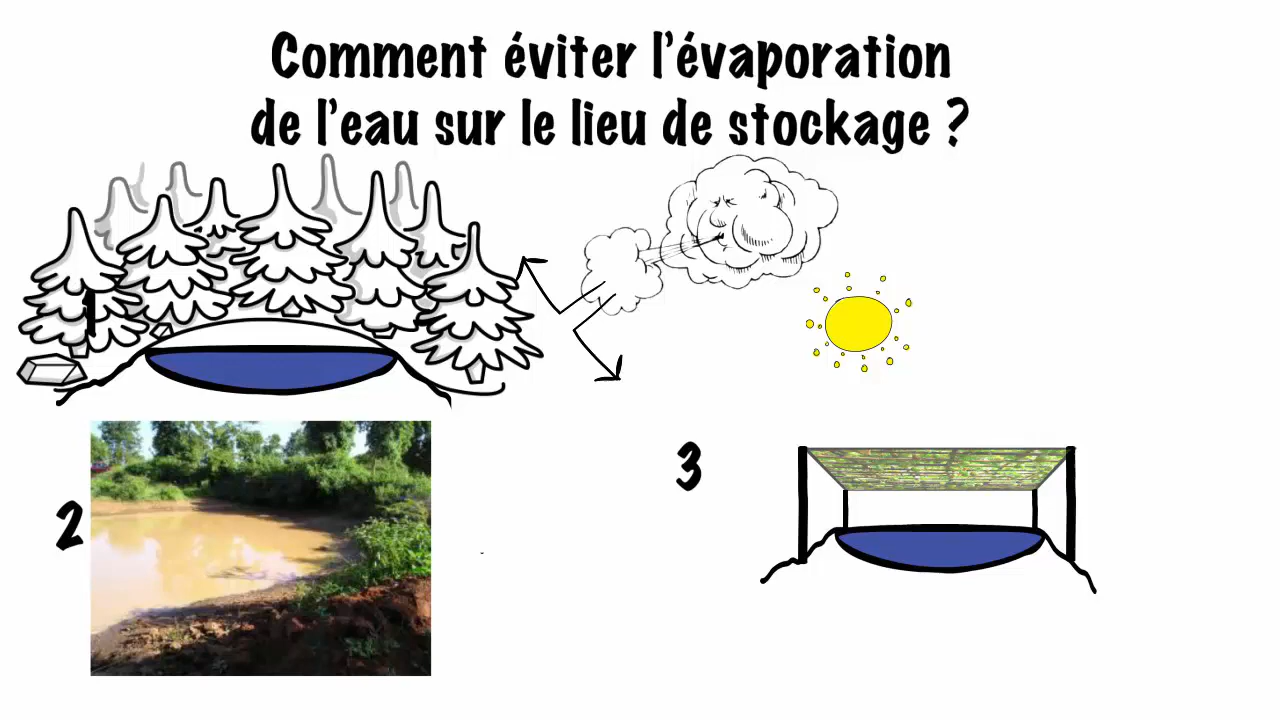 Comment éviter l'évaporation
de l'eau sur le lieu de stockage ?
3
2